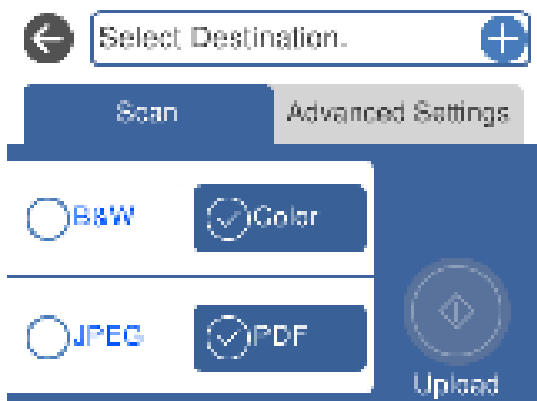 Select Destination.
Scan
Advanced Settings
B&W
Color
JPEG
PDF
Upload